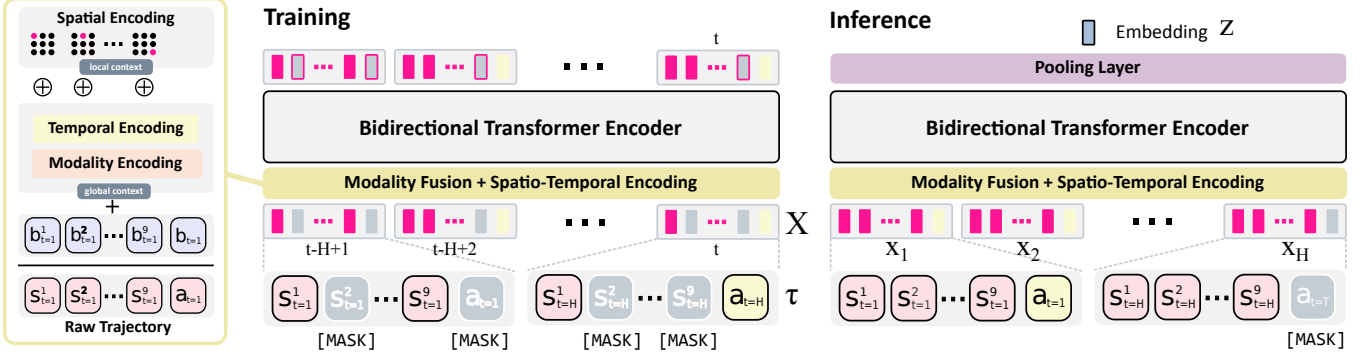 Spatial Encoding
...
local context
⊕ ⊕ ⊕
Temporal Encoding
Modality Encoding
global context
+
b¹ₜ₌₁ b²ₜ₌₁ ... b⁹ₜ₌₁ bₜ₌₁
s¹ₜ₌₁ s²ₜ₌₁ ... s⁹ₜ₌₁ aₜ₌₁
Raw Trajectory
Training
t
... ... ... ...
Bidirectional Transformer Encoder
Modality Fusion + Spatio-Temporal Encoding
... ... ... ... X
t-H+1 t-H+2 t
s¹ₜ₌₁ s²ₜ₌₁ ... s⁹ₜ₌₁ aₜ₌₁ s¹ₜ₌H s²ₜ₌H ... s⁹ₜ₌H aₜ₌H τ
[MASK] [MASK] [MASK] [MASK]
Inference
Embedding z
Pooling Layer
Bidirectional Transformer Encoder
Modality Fusion + Spatio-Temporal Encoding
... ... ... ...
x₁ x₂ x_H
s¹ₜ₌₁ s²ₜ₌₁ ... s⁹ₜ₌₁ aₜ₌₁ s¹ₜ₌H s²ₜ₌H ... s⁹ₜ₌H aₜ₌T
[MASK]